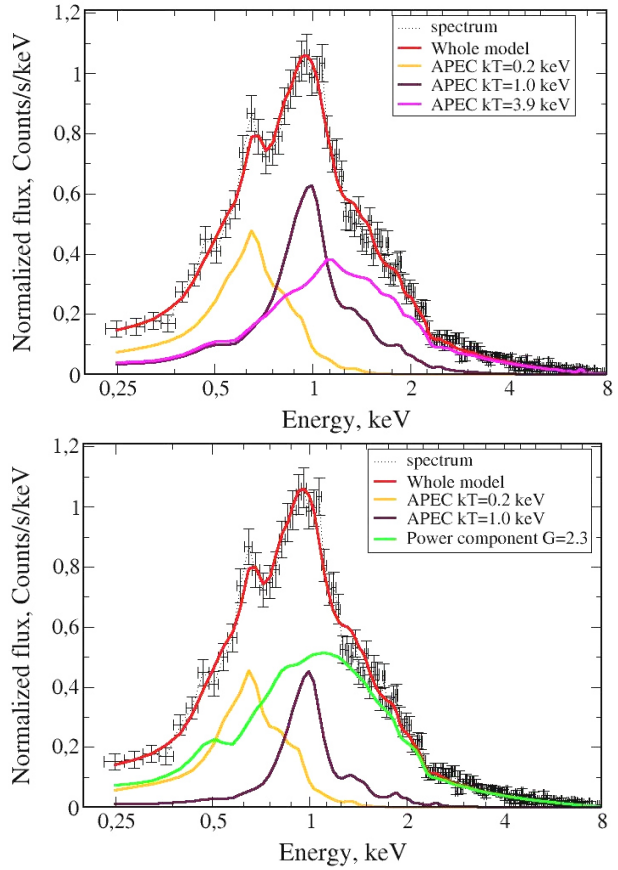 1,2
1
0,8
0,6
0,4
0,2
0
Normalized flux, Counts/s/keV
spectrum
Whole model
APEC kT=0.2 keV
APEC kT=1.0 keV
APEC kT=3.9 keV
0,25
0,5
1
2
4
8
Energy, keV
1,2
1
0,8
0,6
0,4
0,2
0
Normalized flux, Counts/s/keV
spectrum
Whole model
APEC kT=0.2 keV
APEC kT=1.0 keV
Power component G=2.3
0,25
0,5
1
2
4
8
Energy, keV